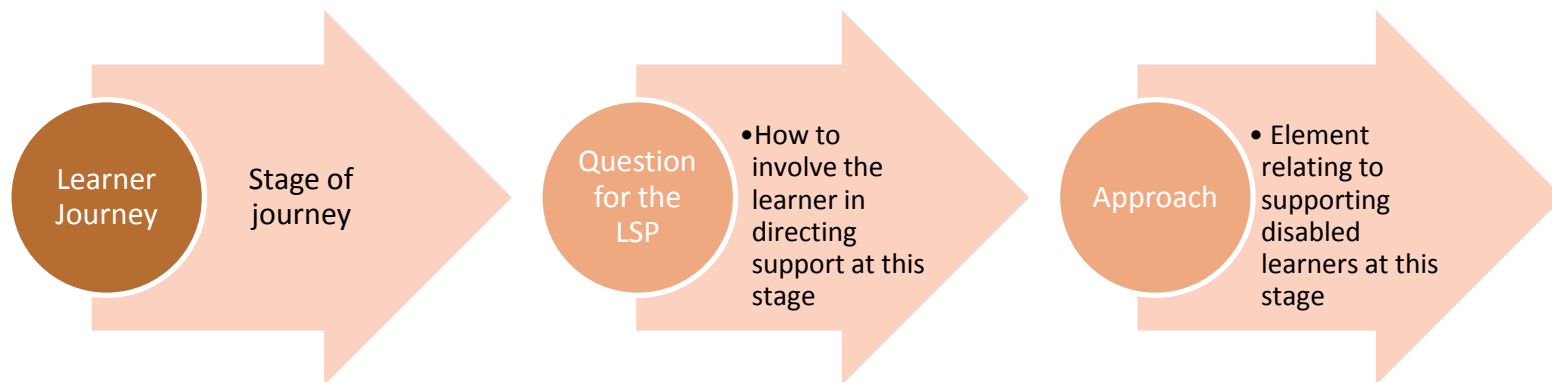 Learner
Journey
Stage of
journey
Question
for the
LSP
•How to
involve the
learner in
directing
support at this
stage
Approach
• Element
relating to
supporting
disabled
learners at this
stage